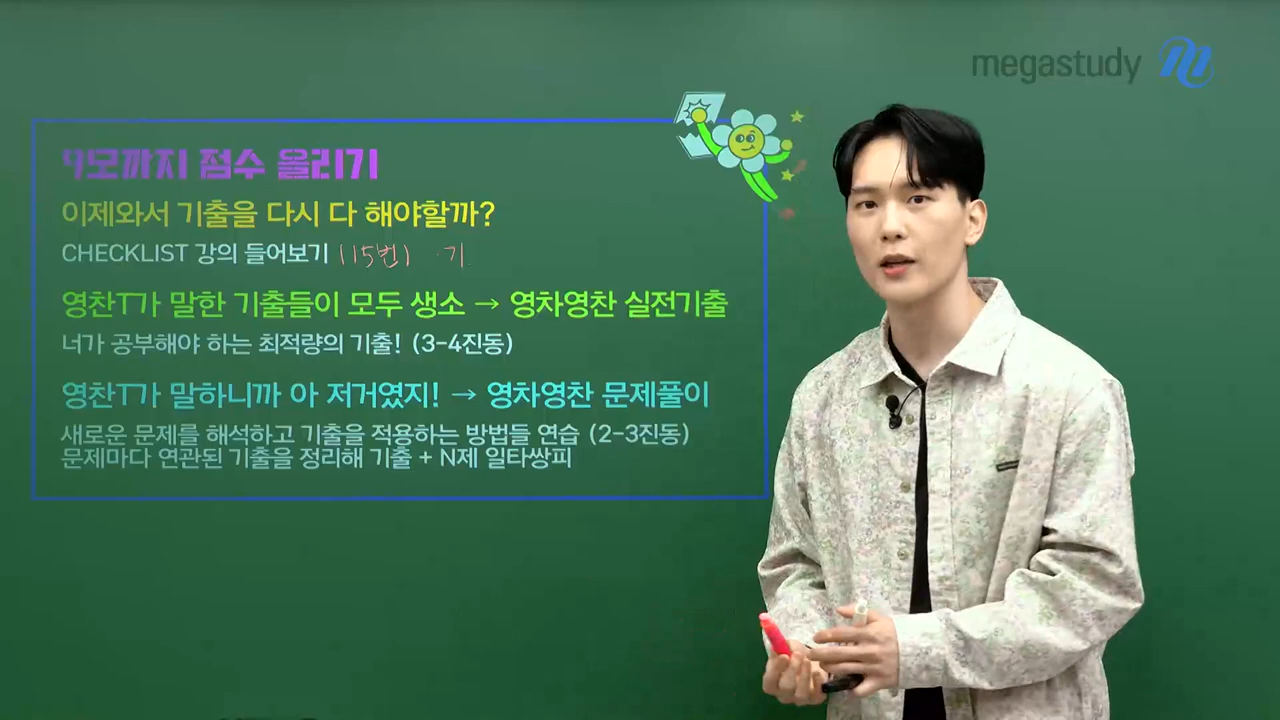 megastudy
9모까지 점수 올리기
이제와서 기출을 다시 다 해야할까?
CHECKLIST 강의 들어보기 (15번) 기
영찬T가 말한 기출들이 모두 생소 → 영차영찬 실전기출
너가 공부해야 하는 최적량의 기출! (3-4진동)
영찬T가 말하니까 아 저거였지! → 영차영찬 문제풀이
새로운 문제를 해석하고 기출을 적용하는 방법들 연습 (2-3진동)
문제마다 연관된 기출을 정리해 기출 + N제 일타쌍피